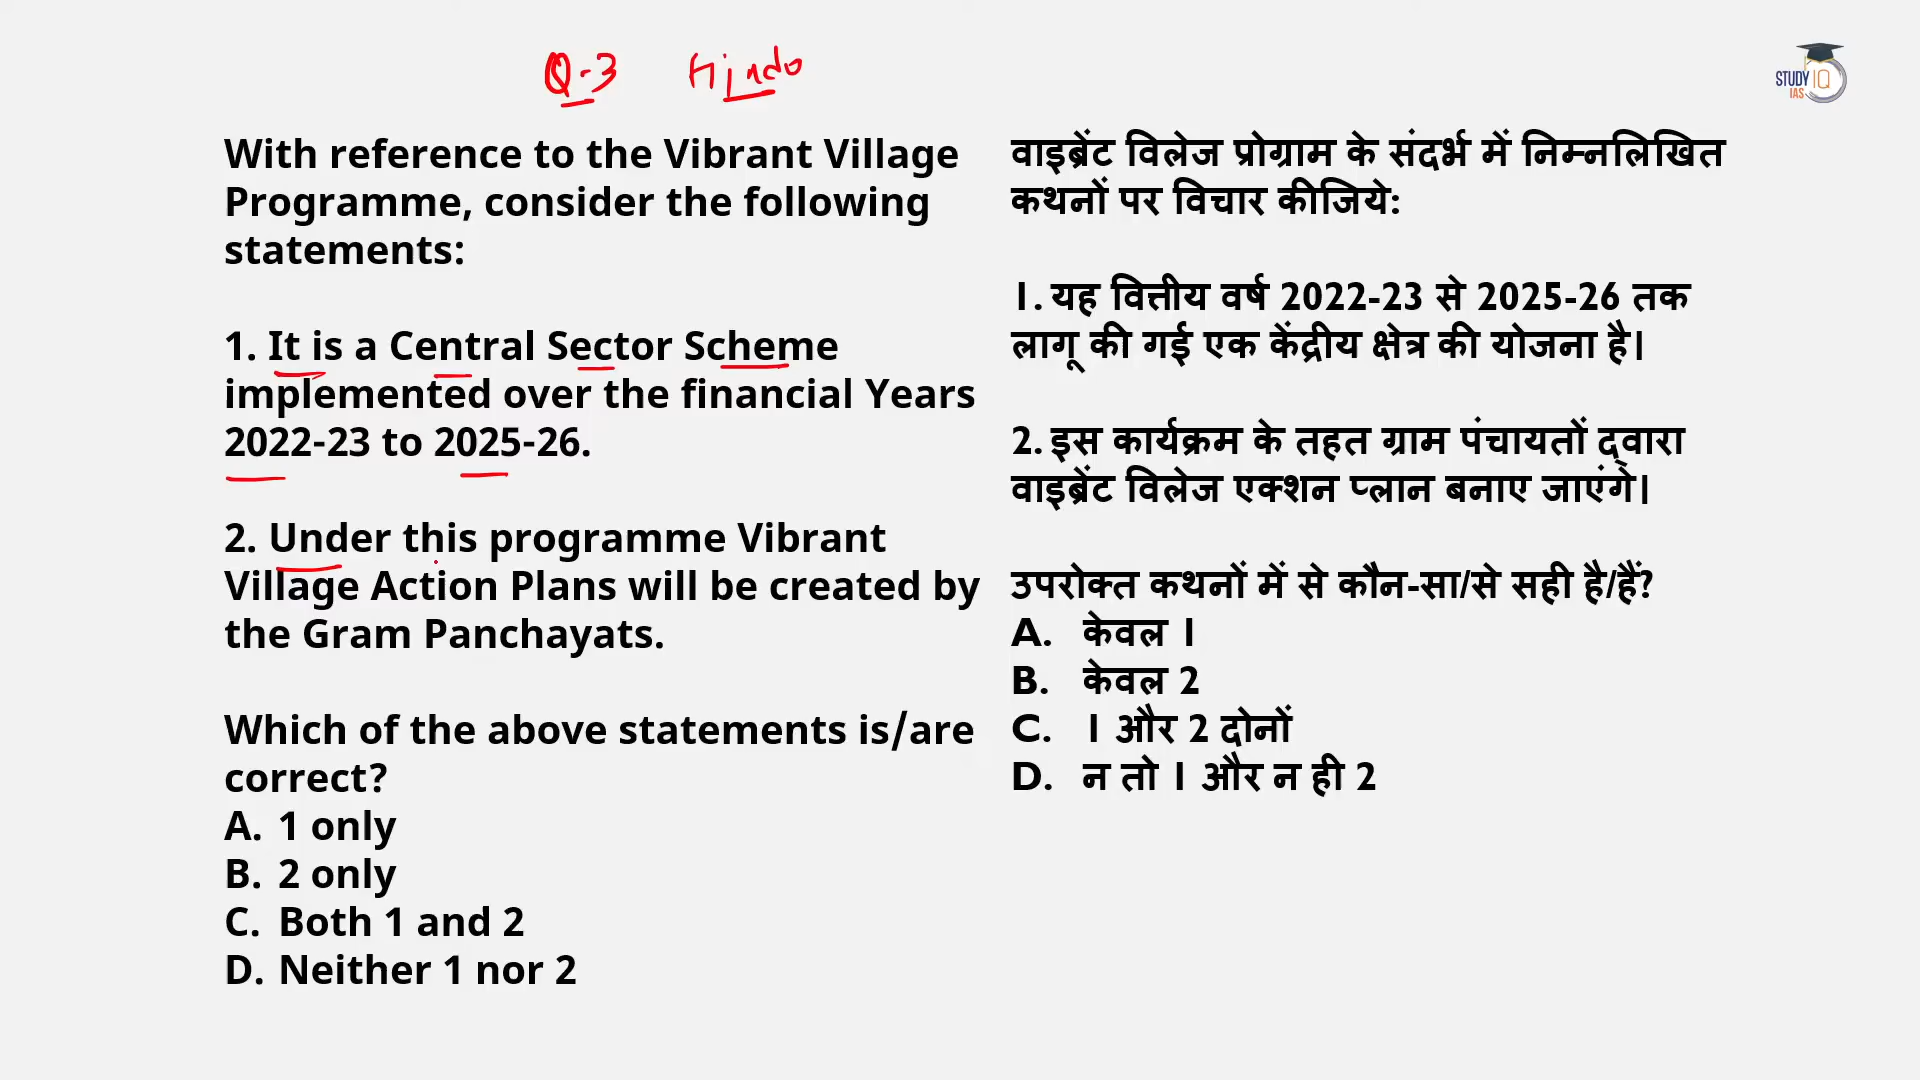 Q-3 Hindo
STUDY IQ
IAS
With reference to the Vibrant Village
Programme, consider the following
statements:
1. It is a Central Sector Scheme
implemented over the financial Years
2022-23 to 2025-26.
2. Under this programme Vibrant
Village Action Plans will be created by
the Gram Panchayats.
Which of the above statements is/are
correct?
A. 1 only
B. 2 only
C. Both 1 and 2
D. Neither 1 nor 2
वाइब्रेंट विलेज प्रोग्राम के संदर्भ में निम्नलिखित
कथनों पर विचार कीजिये:
1. यह वित्तीय वर्ष 2022-23 से 2025-26 तक
लागू की गई एक केंद्रीय क्षेत्र की योजना है।
2. इस कार्यक्रम के तहत ग्राम पंचायतों द्वारा
वाइब्रेंट विलेज एक्शन प्लान बनाए जाएंगे।
उपरोक्त कथनों में से कौन-सा/से सही है/हैं?
A. केवल 1
B. केवल 2
C. 1 और 2 दोनों
D. न तो 1 और न ही 2